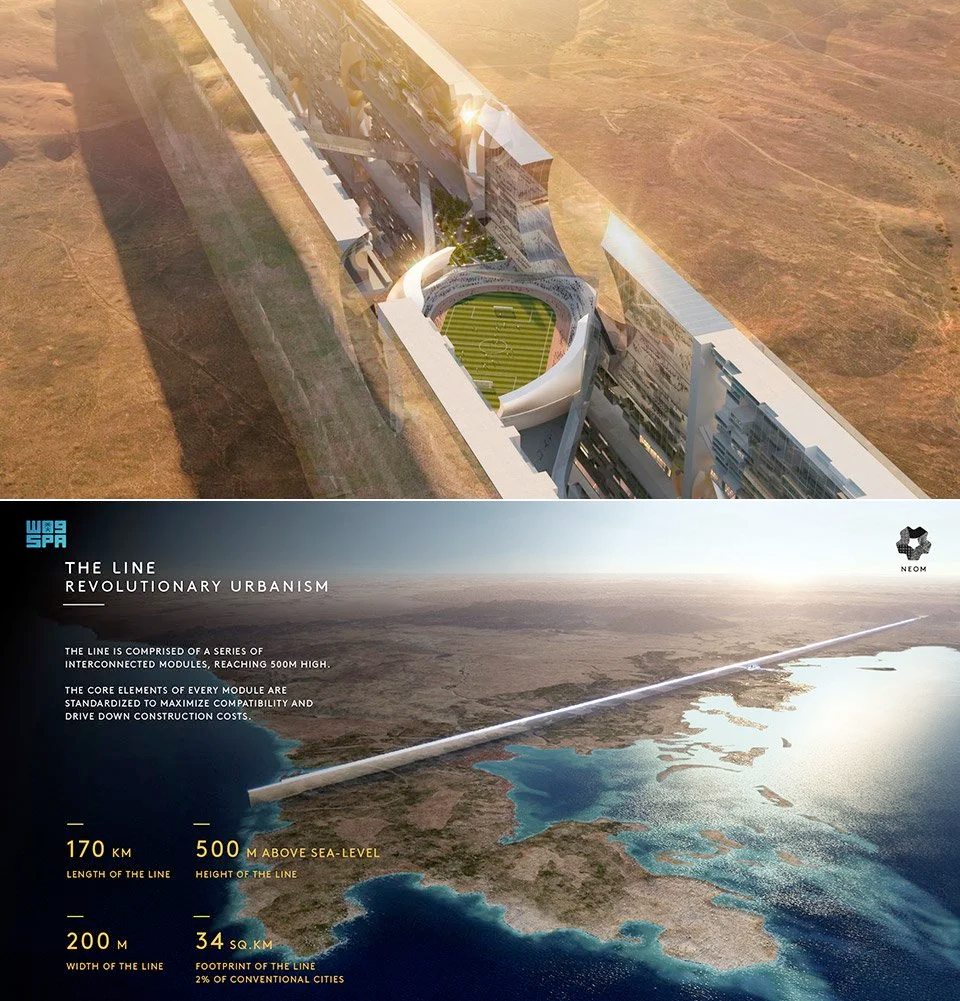 W89
SPA
NEOM
THE LINE
REVOLUTIONARY URBANISM
THE LINE IS COMPRISED OF A SERIES OF
INTERCONNECTED MODULES, REACHING 500M HIGH.
THE CORE ELEMENTS OF EVERY MODULE ARE
STANDARDIZED TO MAXIMIZE COMPATIBILITY AND
DRIVE DOWN CONSTRUCTION COSTS.
170 KM
LENGTH OF THE LINE
500 M ABOVE SEA-LEVEL
HEIGHT OF THE LINE
200 M
WIDTH OF THE LINE
34 SQ.KM
FOOTPRINT OF THE LINE
2% OF CONVENTIONAL CITIES